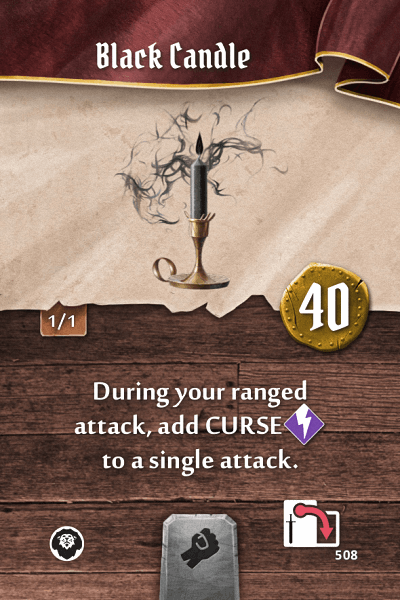 Black Candle
40
1/1
During your ranged
attack, add CURSE
to a single attack.
508